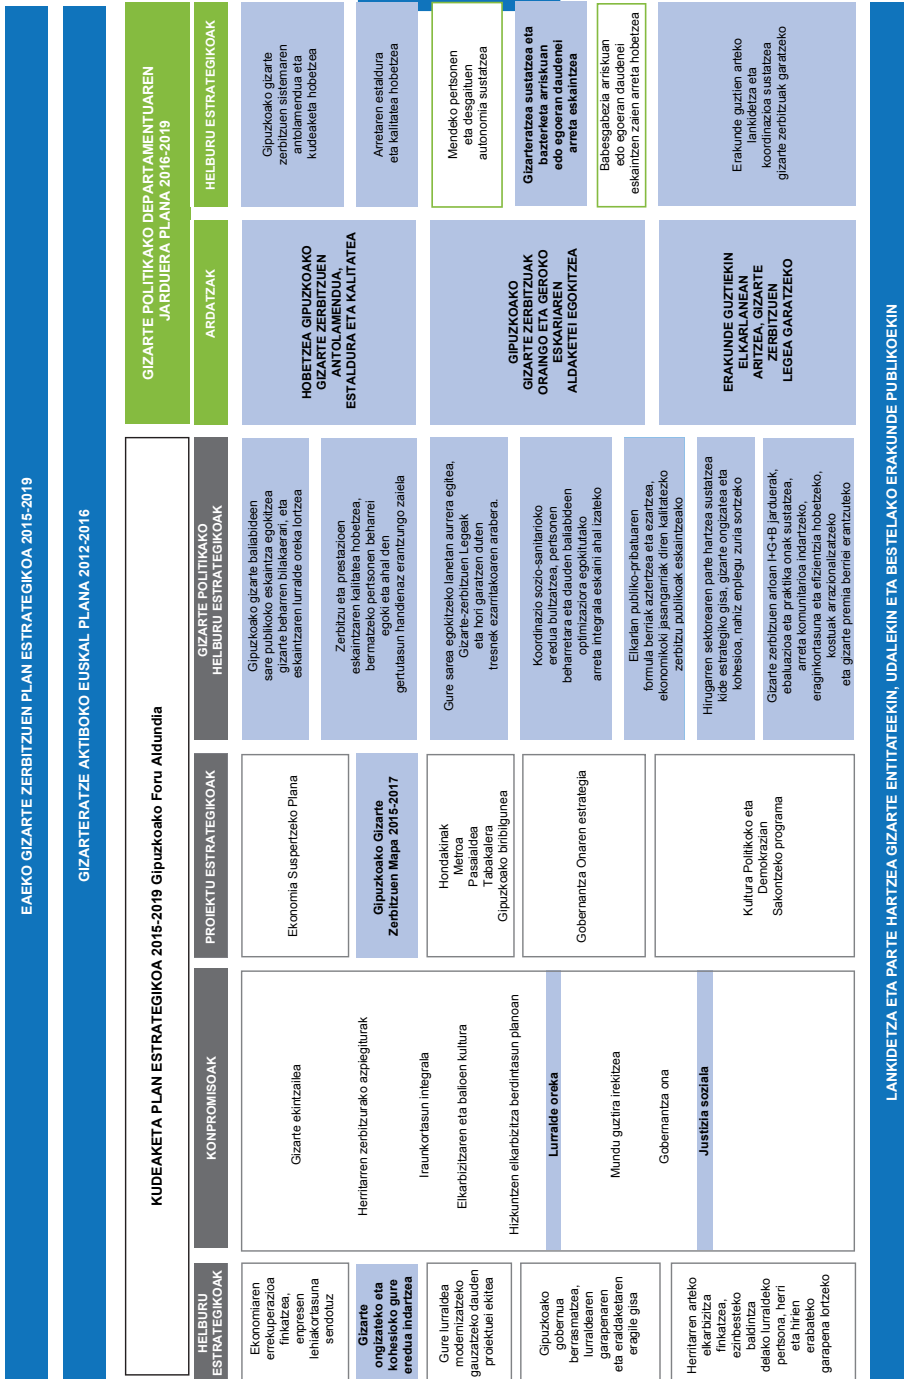 EAEKO GIZARTE ZERBITZUEN PLAN ESTRATEGIKOA 2015-2019
GIZARTERATZE AKTIBOKO EUSKAL PLANA 2012-2016
KUDEAKETA PLAN ESTRATEGIKOA 2015-2019 Gipuzkoako Foru Aldundia
GIZARTE POLITIKAKO DEPARTAMENTUAREN
JARDUERA PLANA 2016-2019
HELBURU
ESTRATEGIKOAK
KONPROMISOAK
PROIEKTU ESTRATEGIKOAK
GIZARTE POLITIKAKO
HELBURU ESTRATEGIKOAK
ARDATZAK
HELBURU ESTRATEGIKOAK
Ekonomiaren
errekuperazioa
finkatzea,
enpresen
lehiakortasuna
sendotuz
Gizarte
ongizateko eta
kohesioko gure
eredua indartzea
Gure lurraldea
modernizatzeko
gauzatzeko dauden
proiektuei ekitea
Gipuzkoako
gobernua
berrasmatzea,
lurraldearen
garapenaren
eta eraldaketaren
eragile gisa
Herritarren arteko
elkarbizitza
finkatzea,
ezinbesteko
baldintza
delako lurraldeko
pertsona, herri
eta hirien
erabateko
garapena lortzeko
Gizarte ekintzailea
Herritarren zerbitzurako azpiegiturak
Iraunkortasun integrala
Elkarbizitzaren eta balioen kultura
Hizkuntzen elkarbizitza berdintasun planoan
Lurralde oreka
Mundu guztira irekitzea
Gobernantza ona
Justizia soziala
Ekonomia Suspertzeko Plana
Gipuzkoako Gizarte
Zerbitzuen Mapa 2015-2017
Hondakinak
Metroa
Pasaialdea
Tabakalera
Gipuzkoako biribilgunea
Gobernantza Onaren estrategia
Kultura Politikoko eta
Demokrazian
Sakontzeko programa
Gipuzkoako gizarte baliabideen
sare publikoko eskaintza egokitzea
gizarte beharren bilakaerari, eta
eskaintzaren lurralde oreka lortzea
Zerbitzu eta prestazioen
eskaintzaren kalitatea hobetzea,
bermatzeko pertsonen beharrei
egoki eta ahal den
gertutasun handienaz erantzungo zaiela
Gure sarea egokitzeko lanetan aurrera egitea,
Gizarte-zerbitzuen Legeak
eta hori garatzen duten
tresnek ezarritakoaren arabera.
Koordinazio sozio-sanitarioko
eredua bultzatzea, pertsonen
beharretara eta dauden baliabideen
optimizaziora egokitutako
arreta integrala eskaini ahal izateko
Elkarlan publiko-pribatuaren
formula berriak aztertzea eta ezartzea,
ekonomikoki jasangarriak diren kalitatezko
zerbitzu publikoak eskaintzeako
Hirugarren sektorearen parte hartzea sustatzea
kide estrategiko gisa, gizarte ongizatea eta
kohesioa, nahiz enplegu zuria sortzeko
Gizarte zerbitzuen arloan I+G+B jarduerak,
ebaluazioa eta praktika onak sustatzea,
arreta komunitarioa indartzeko,
eraginkortasuna eta efizientzia hobetzeko,
kostuak arrazionalizatzeko
eta gizarte premia berriei erantzuteko
HOBETZEA GIPUZKOAKO
GIZARTE ZERBITZUEN
ANTOLAMENDUA,
ESTALDURA ETA KALITATEA
GIPUZKOAKO
GIZARTE ZERBITZUAK
ORAINGO ETA GEROKO
ESKARIAREN
ALDAKETEI EGOKITZEA
ERAKUNDE GUZTIEKIN
ELKARLANEAN
ARITZEA, GIZARTE
ZERBITZUEN
LEGEA GARATZEKO
Gipuzkoako gizarte
zerbitzuen sistemaren
antolamendua eta
kudeaketa hobetzea
Arretaren estaldura
eta kalitatea hobetzea
Mendeko pertsonen
eta desgaituen
autonomia sustatzea
Gizarteratzea sustatzea eta
bazterketa arriskuan
edo egoeran daudenei
arreta eskaintzea
Babesgabezia arriskuan
edo egoeran daudenei
eskaintzen zaien arreta hobetzea
Erakunde guztien arteko
lankidetza eta
koordinazioa sustatzea
gizarte zerbitzuak garatzeko
LANKIDETZA ETA PARTE HARTZEA GIZARTE ENTITATEEKIN, UDALEKIN ETA BESTELAKO ERAKUNDE PUBLIKOEKIN